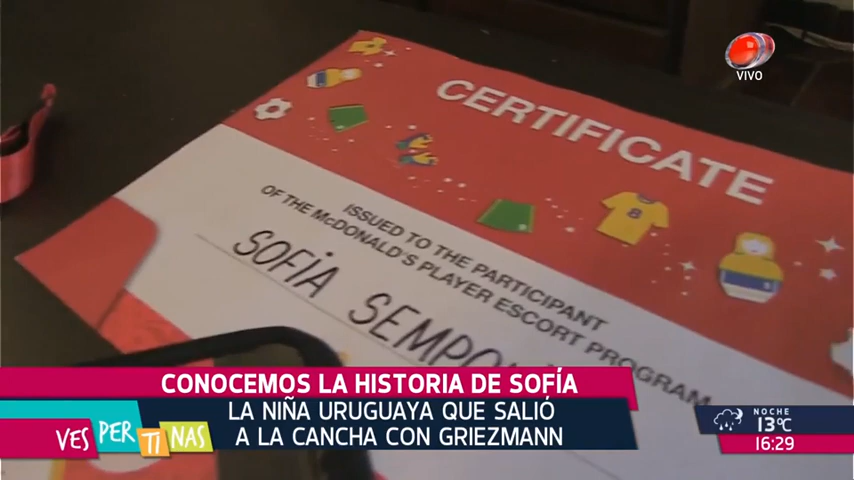 VIVO
CERTIFICATE
8
ISSUED TO THE PARTICIPANT
OF THE McDONALD'S PLAYER ESCORT PROGRAM
SOFÍA
CONOCEMOS LA HISTORIA DE SOFÍA
LA NIÑA URUGUAYA QUE SALIÓ
A LA CANCHA CON GRIEZMANN
VESPERTINAS
NOCHE
13°C
16:29